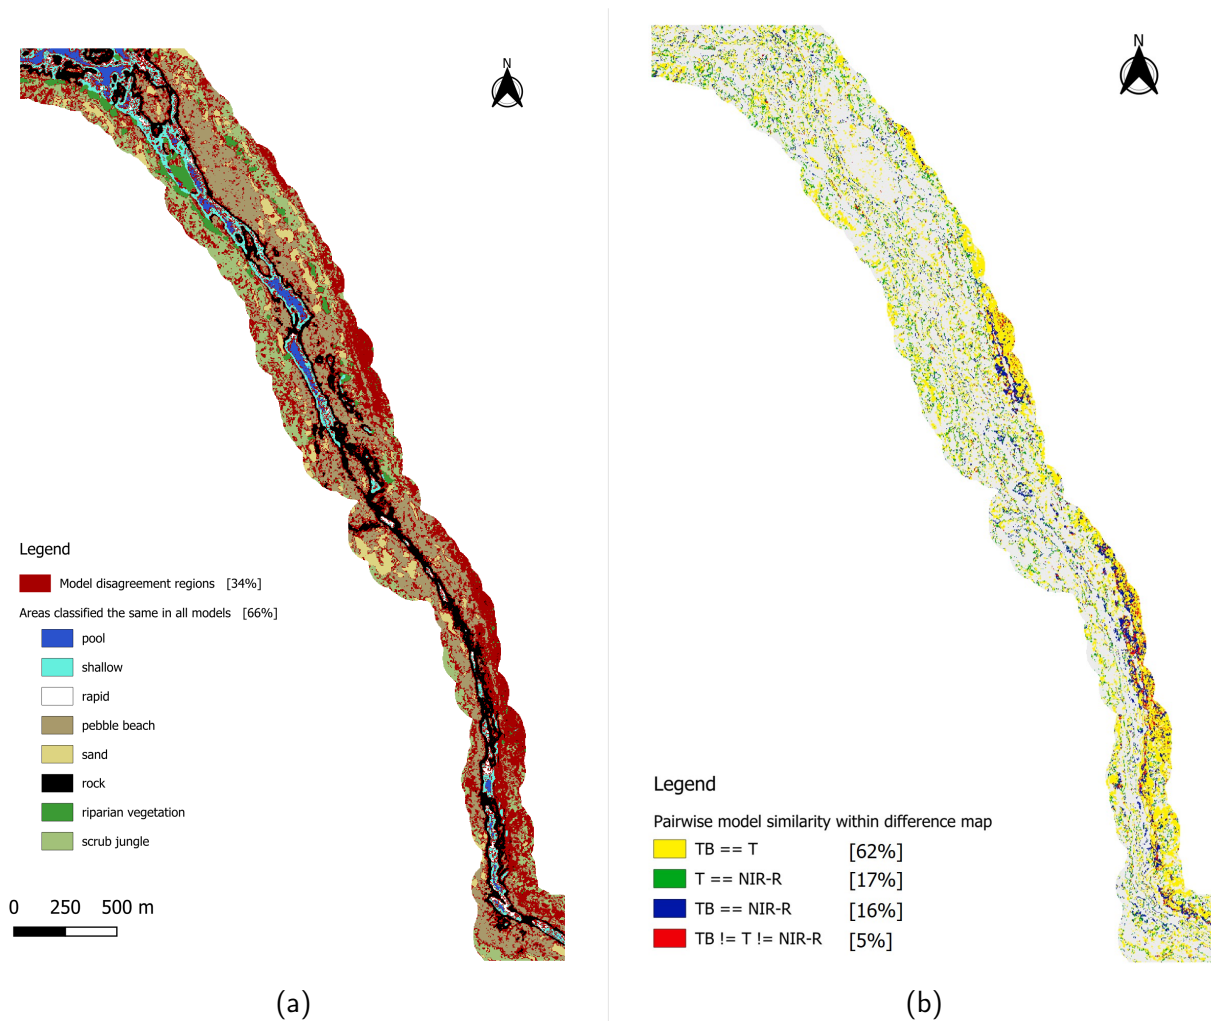 N
Legend
Model disagreement regions [34%]
Areas classified the same in all models [66%]
pool
shallow
rapid
pebble beach
sand
rock
riparian vegetation
scrub jungle
0 250 500 m
(a)
N
Legend
Pairwise model similarity within difference map
TB == T [62%]
T == NIR-R [17%]
TB == NIR-R [16%]
TB != T != NIR-R [5%]
(b)